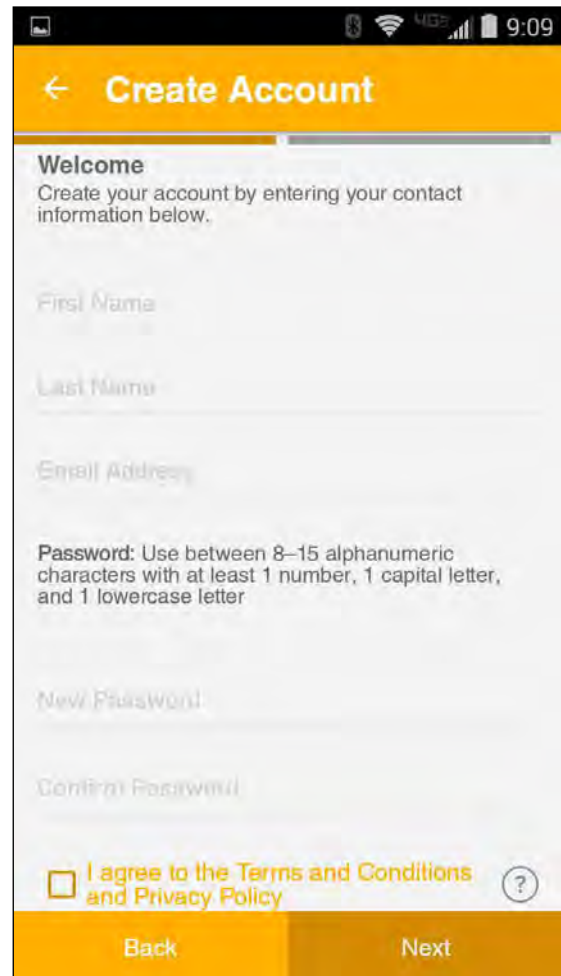 4G 9:09
Create Account
Welcome
Create your account by entering your contact
information below.
First Name
Last Name
Email Address
Password: Use between 8–15 alphanumeric
characters with at least 1 number, 1 capital letter,
and 1 lowercase letter
New Password
Confirm Password
I agree to the Terms and Conditions
and Privacy Policy
?
Back Next